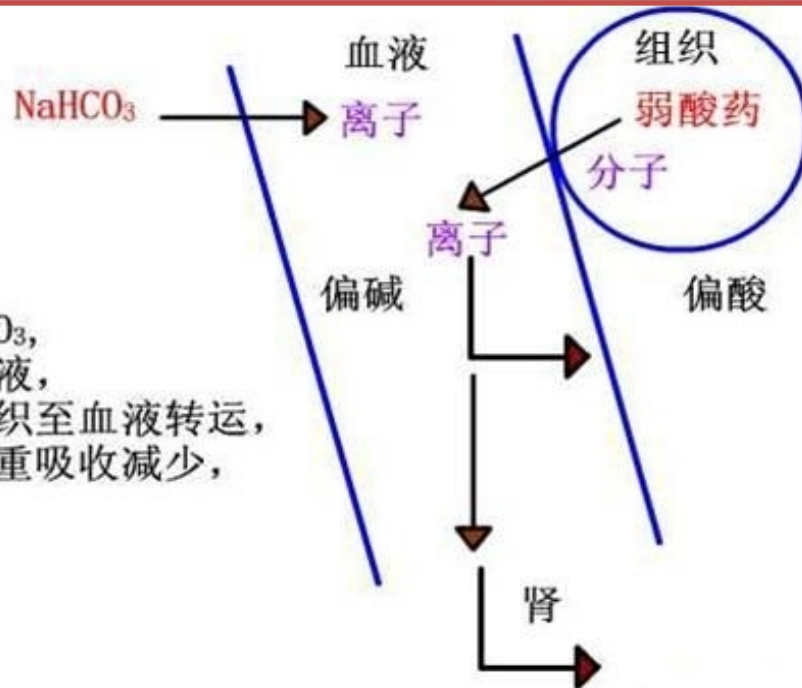 血液
组织
NaHCO₃
离子
弱酸药
分子
离子
偏碱
偏酸
O₃,
液，
织至血液转运，
重吸收减少，
肾